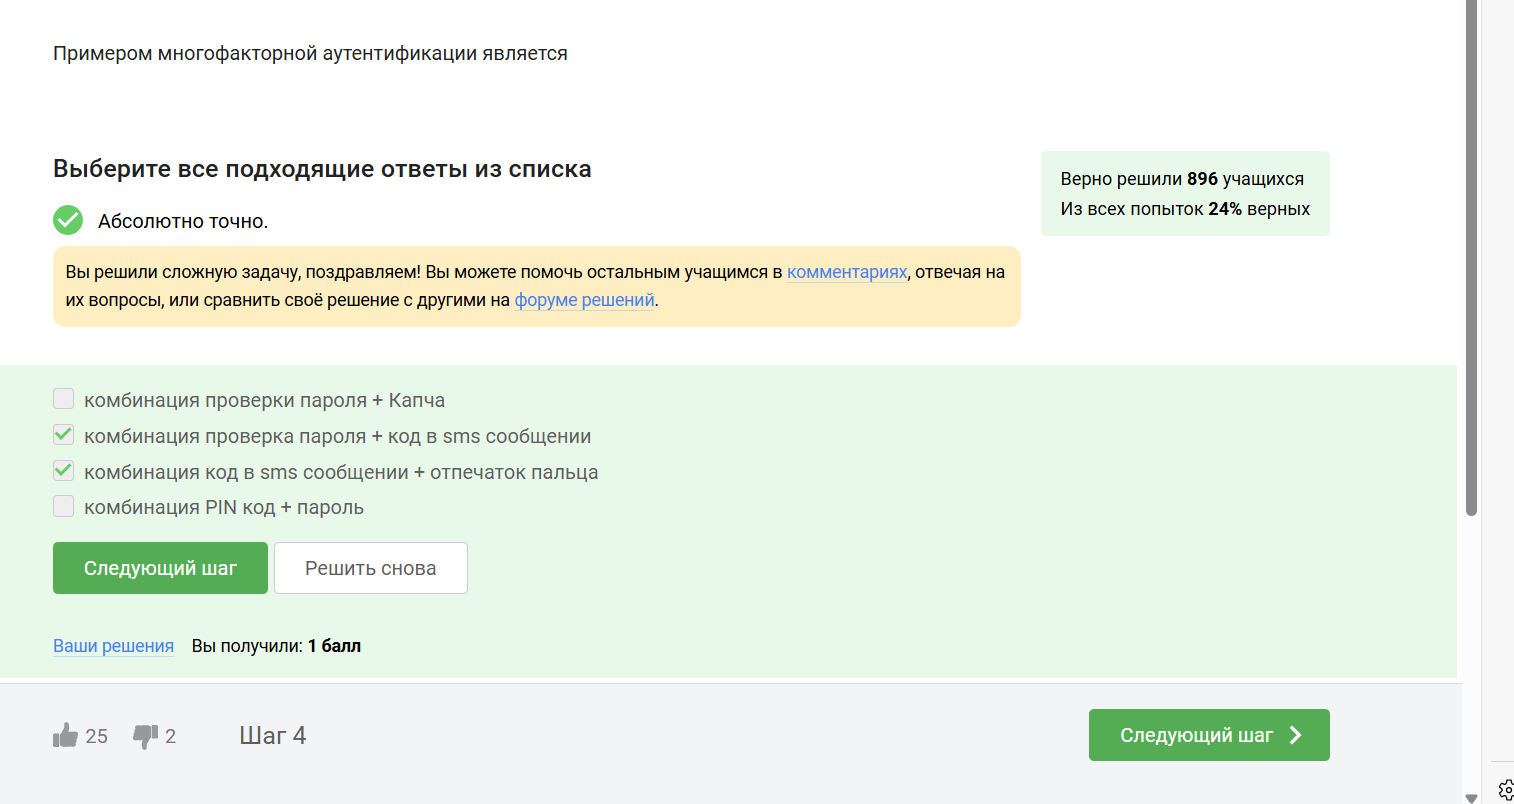 Примером многофакторной аутентификации является
Выберите все подходящие ответы из списка
Верно решили 896 учащихся
Из всех попыток 24% верных
Абсолютно точно.
Вы решили сложную задачу, поздравляем! Вы можете помочь остальным учащимся в комментариях, отвечая на
их вопросы, или сравнить своё решение с другими на форуме решений.
комбинация проверки пароля + Капча
комбинация проверка пароля + код в sms сообщении
комбинация код в sms сообщении + отпечаток пальца
комбинация PIN код + пароль
Следующий шаг Решить снова
Ваши решения Вы получили: 1 балл
25 2 Шаг 4 Следующий шаг